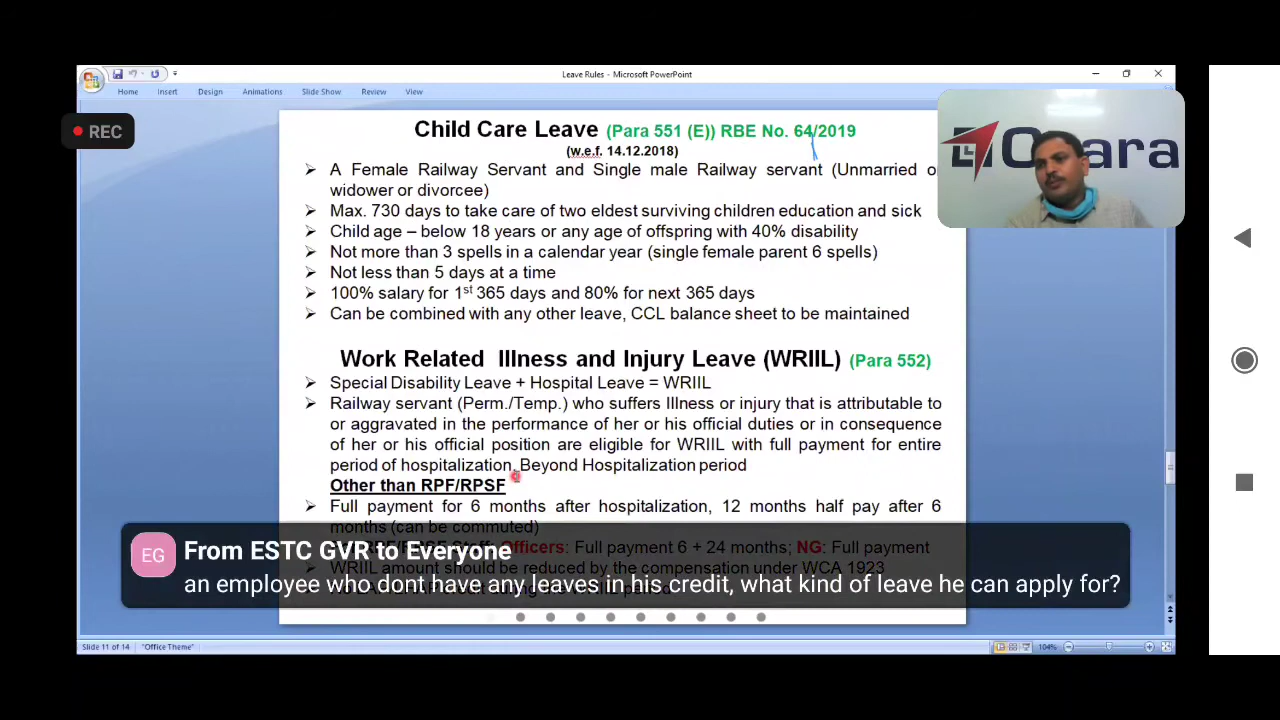 Leave Rules - Microsoft PowerPoint
Home Insert Design Animations Slide Show Review View
REC
Child Care Leave (Para 551 (E)) RBE No. 64/2019
(w.e.f. 14.12.2018)
A Female Railway Servant and Single male Railway servant (Unmarried
widower or divorcee)
Max. 730 days to take care of two eldest surviving children education and sick
Child age – below 18 years or any age of offspring with 40% disability
Not more than 3 spells in a calendar year (single female parent 6 spells)
Not less than 5 days at a time
100% salary for 1st 365 days and 80% for next 365 days
Can be combined with any other leave, CCL balance sheet to be maintained
Work Related Illness and Injury Leave (WRIIL) (Para 552)
Special Disability Leave + Hospital Leave = WRIIL
Railway servant (Perm./Temp.) who suffers Illness or injury that is attributable to
or aggravated in the performance of her or his official duties or in consequence
of her or his official position are eligible for WRIIL with full payment for entire
period of hospitalization. Beyond Hospitalization period
Other than RPF/RPSF
Full payment for 6 months after hospitalization, 12 months half pay after 6
months (can be commuted)
Officers: Full payment 6 + 24 months; NG: Full payment
WRIIL amount should be reduced by the compensation under WCA 1923
EG
From ESTC GVR to Everyone
an employee who dont have any leaves in his credit, what kind of leave he can apply for?
Slide 11 of 14 "Office Theme" 104%